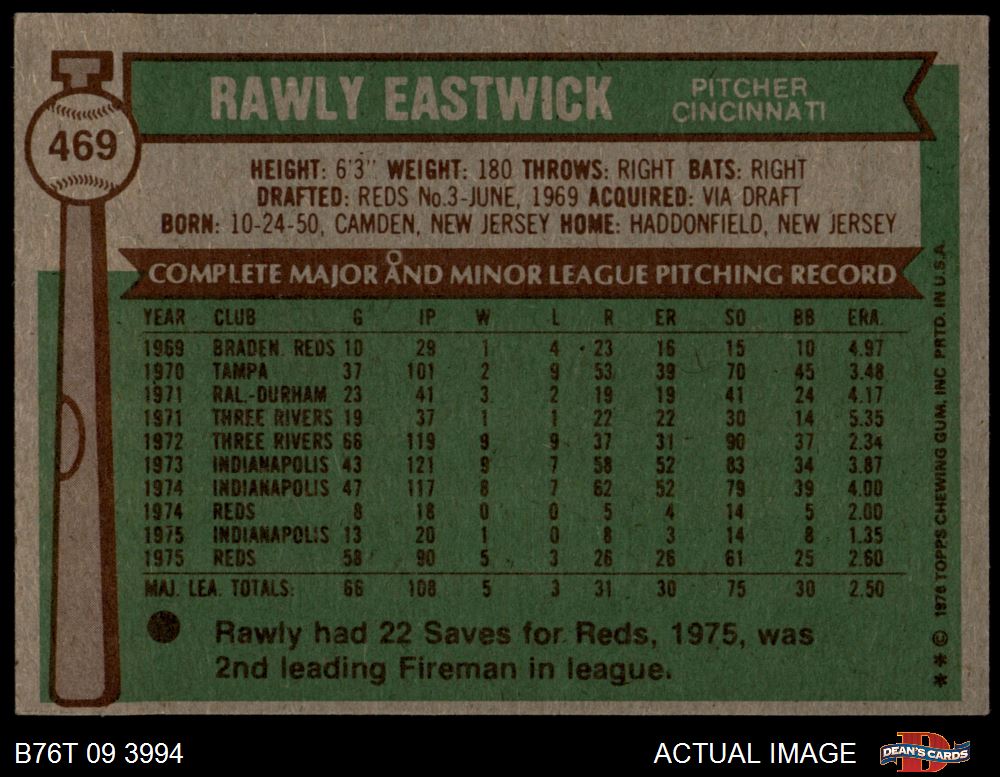 469
RAWLY EASTWICK
PITCHER
CINCINNATI
HEIGHT: 6'3" WEIGHT: 180 THROWS: RIGHT BATS: RIGHT
DRAFTED: REDS No.3-JUNE, 1969 ACQUIRED: VIA DRAFT
BORN: 10-24-50, CAMDEN, NEW JERSEY HOME: HADDONFIELD, NEW JERSEY
COMPLETE MAJOR AND MINOR LEAGUE PITCHING RECORD
YEAR CLUB G IP W L R ER SO BB ERA.
1969 BRADEN. REDS 10 29 1 4 23 16 15 10 4.97
1970 TAMPA 37 101 2 9 53 39 70 45 3.48
1971 RAL.-DURHAM 23 41 3 2 19 19 41 24 4.17
1971 THREE RIVERS 19 37 1 1 22 22 30 14 5.35
1972 THREE RIVERS 66 119 9 9 37 31 90 37 2.34
1973 INDIANAPOLIS 43 121 9 7 58 52 83 34 3.87
1974 INDIANAPOLIS 47 117 8 7 62 52 79 39 4.00
1974 REDS 8 18 0 0 5 4 14 5 2.00
1975 INDIANAPOLIS 13 20 1 0 8 3 14 8 1.35
1975 REDS 58 90 5 3 26 26 61 25 2.60
MAJ. LEA. TOTALS: 66 108 5 3 31 30 75 30 2.50
Rawly had 22 Saves for Reds, 1975, was
2nd leading Fireman in league.
** © 1976 TOPPS CHEWING GUM, INC PRTD. IN U.S.A.
B76T 09 3994
ACTUAL IMAGE
DEAN'S CARDS